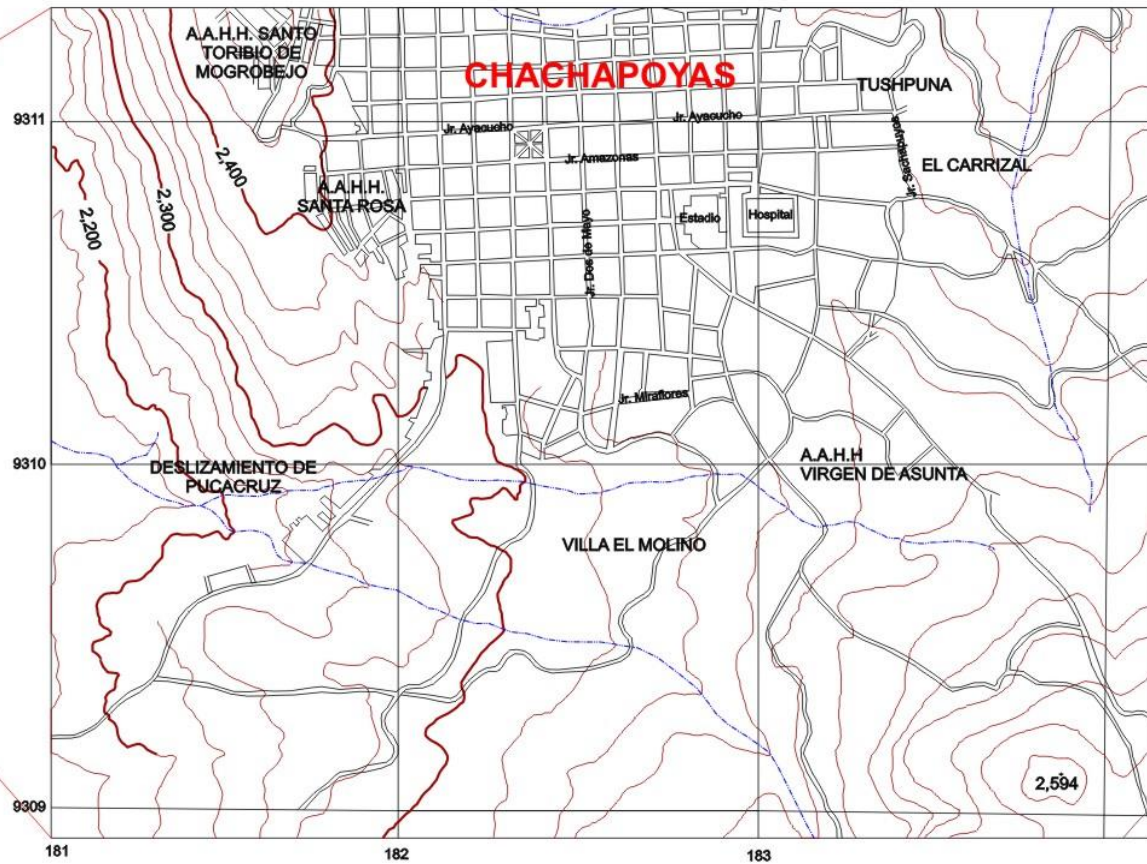 A.A.H.H. SANTO
TORIBIO DE
MOGROBEJO
CHACHAPOYAS
TUSHPUNA
9311
Jr. Ayacucho
Jr. Ayacucho
Jr. Amazonas
Jr. Sachapuyos
EL CARRIZAL
2,400
A.A.H.H.
SANTA ROSA
2,300
2,200
Estadio
Hospital
Jr. Dos de Mayo
Jr. Miraflores
9310
DESLIZAMIENTO DE
PUCACRUZ
A.A.H.H
VIRGEN DE ASUNTA
VILLA EL MOLINO
2,594
9309
181
182
183